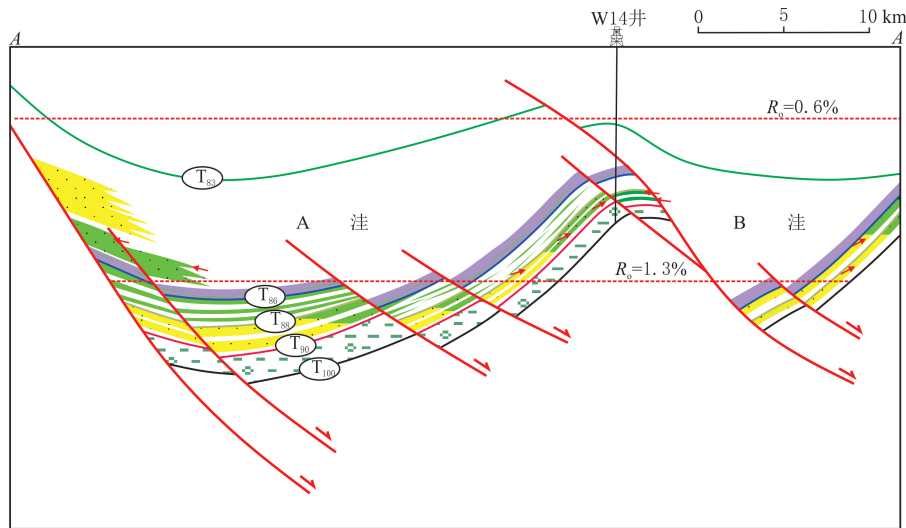 W14井
0 5 10 km
A A
Ro=0.6%
T83
A 洼 B 洼
Ro=1.3%
T86
T88
T90
T100